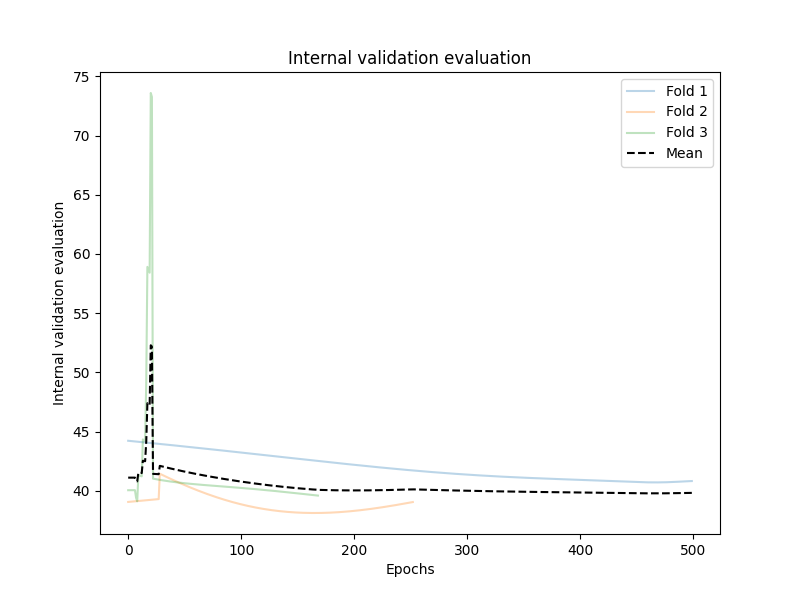 Internal validation evaluation
75
70
65
60
55
50
45
40
Internal validation evaluation
0 100 200 300 400 500
Epochs
Fold 1
Fold 2
Fold 3
Mean